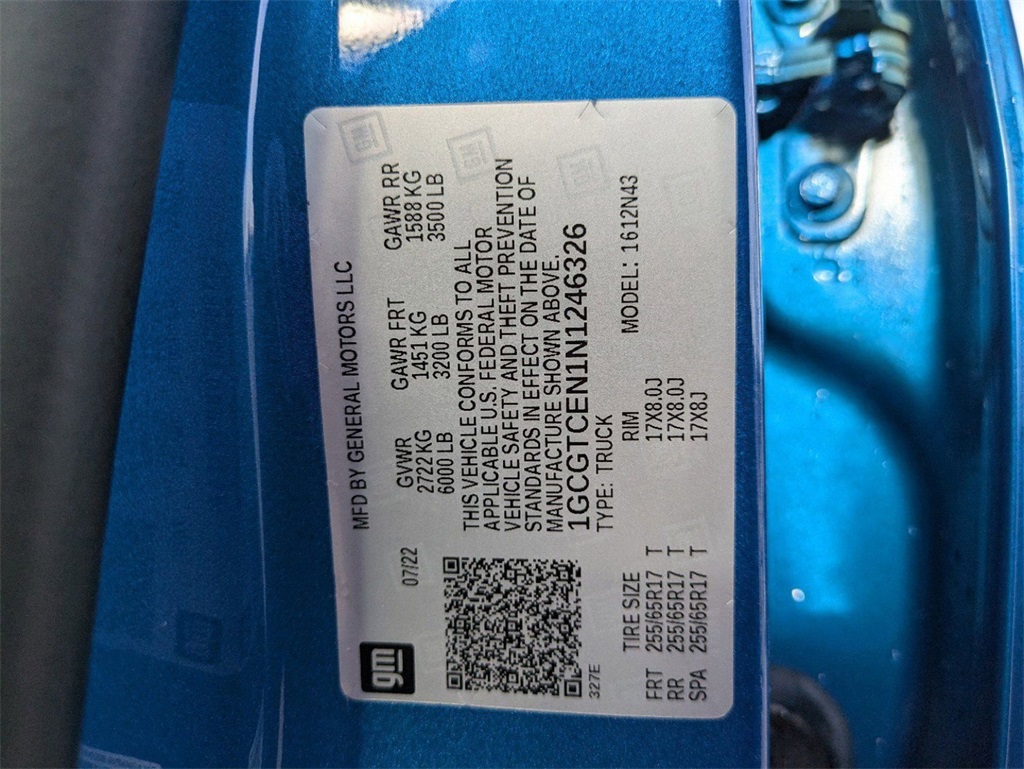 gm
07/22
MFD BY GENERAL MOTORS LLC
GVWR GAWR FRT GAWR RR
2722 KG 1451 KG 1588 KG
6000 LB 3200 LB 3500 LB
THIS VEHICLE CONFORMS TO ALL
APPLICABLE U.S. FEDERAL MOTOR
VEHICLE SAFETY AND THEFT PREVENTION
STANDARDS IN EFFECT ON THE DATE OF
MANUFACTURE SHOWN ABOVE.
1GCGTCEN1N1246326
TYPE: TRUCK MODEL: 1612N43
327E
TIRE SIZE RIM
FRT 255/65R17 T 17X8.0J
RR 255/65R17 T 17X8.0J
SPA 255/65R17 T 17X8J
GM
GM
GM